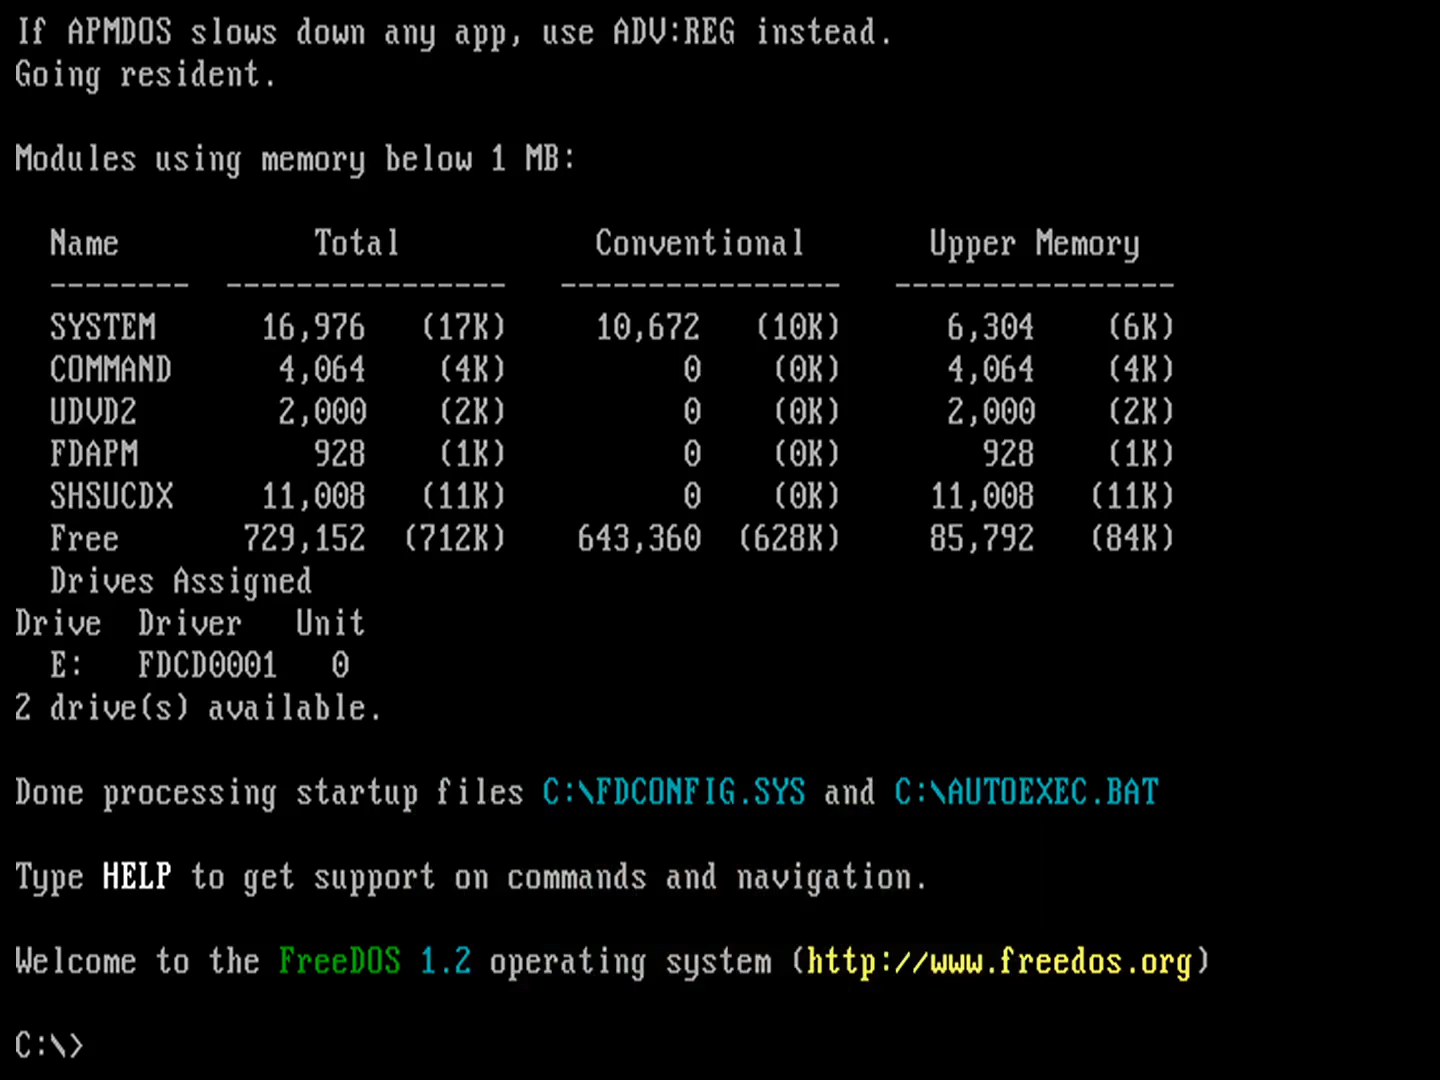 If APMDOS slows down any app, use ADV:REG instead.
Going resident.
Modules using memory below 1 MB:
Name Total Conventional Upper Memory
-------- ---------------- ---------------- ----------------
SYSTEM 16,976 (17K) 10,672 (10K) 6,304 (6K)
COMMAND 4,064 (4K) 0 (0K) 4,064 (4K)
UDVD2 2,000 (2K) 0 (0K) 2,000 (2K)
FDAPM 928 (1K) 0 (0K) 928 (1K)
SHSUCDX 11,008 (11K) 0 (0K) 11,008 (11K)
Free 729,152 (712K) 643,360 (628K) 85,792 (84K)
Drives Assigned
Drive Driver Unit
E: FDCD0001 0
2 drive(s) available.
Done processing startup files C:\FDCONFIG.SYS and C:\AUTOEXEC.BAT
Type HELP to get support on commands and navigation.
Welcome to the FreeDOS 1.2 operating system (http://www.freedos.org)
C:\>